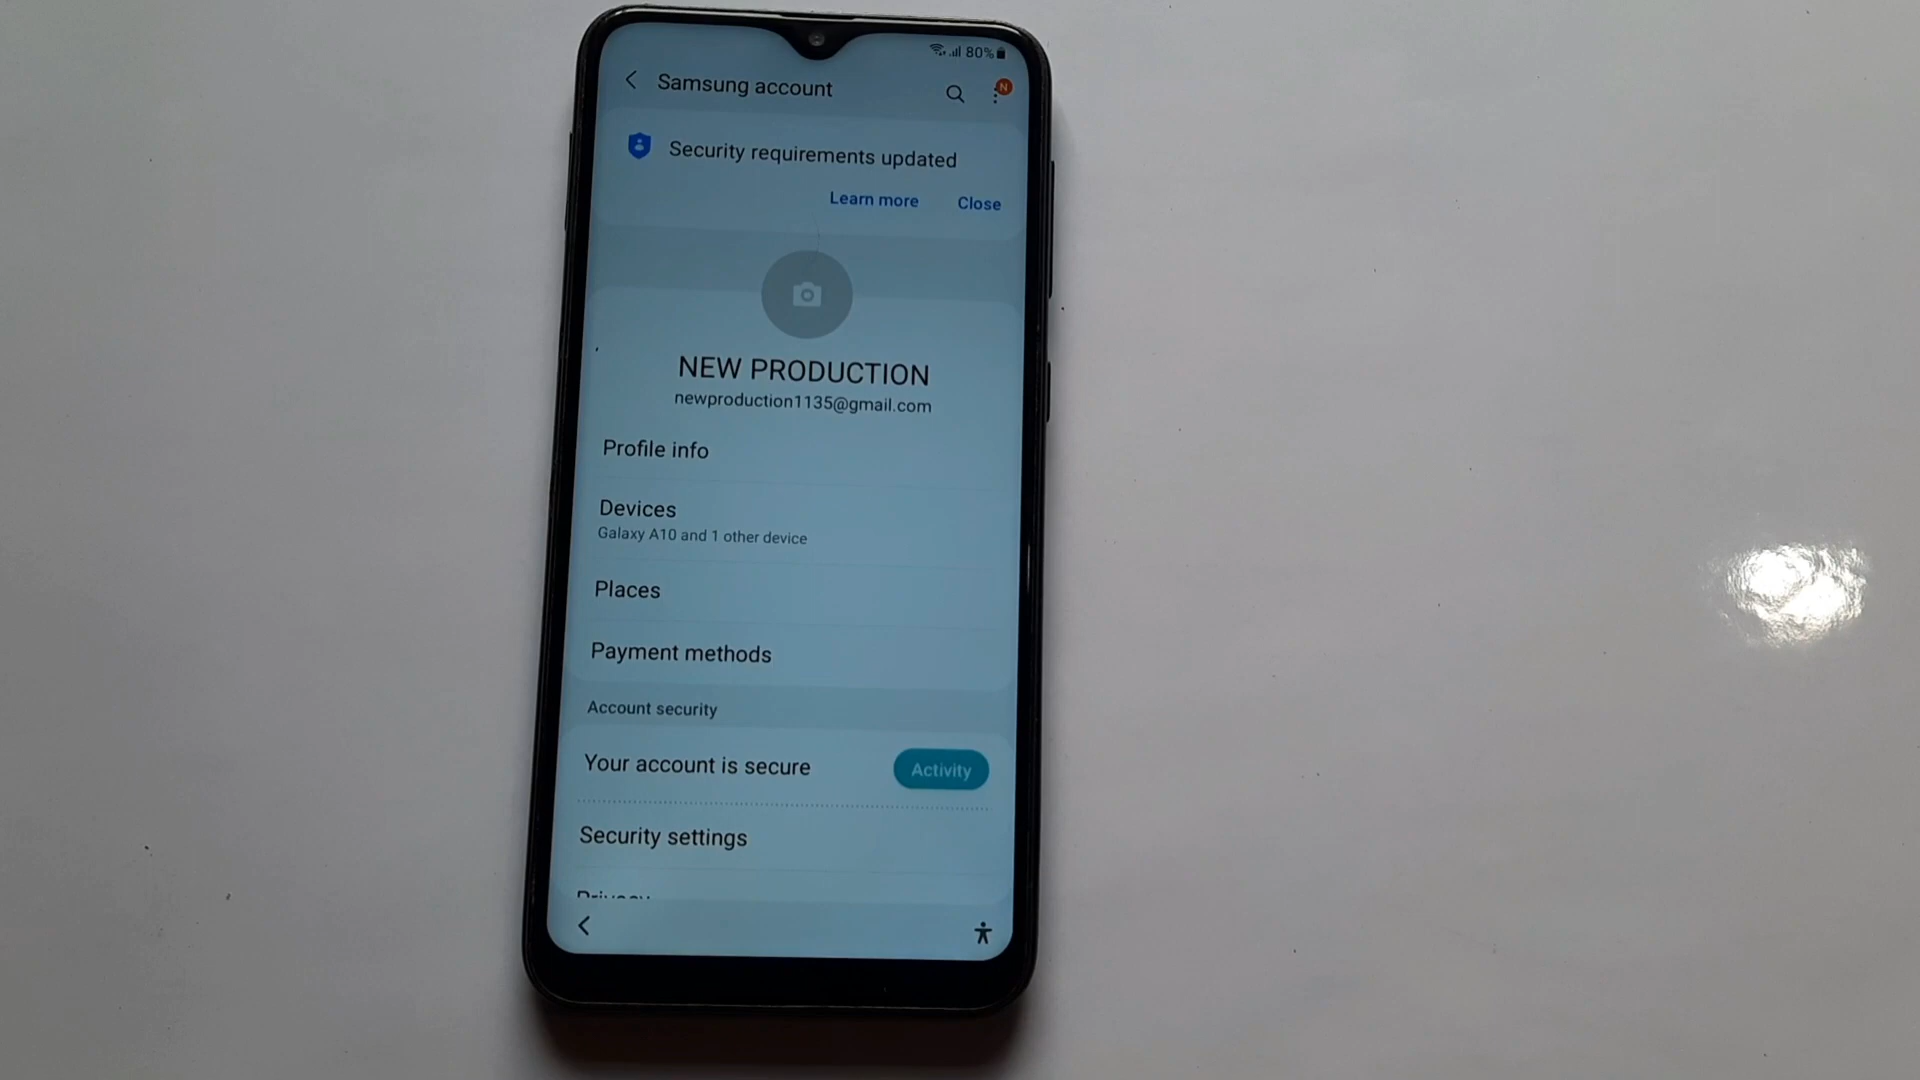 80%
Samsung account
N
Security requirements updated
Learn more Close
NEW PRODUCTION
newproduction1135@gmail.com
Profile info
Devices
Galaxy A10 and 1 other device
Places
Payment methods
Account security
Your account is secure
Activity
Security settings